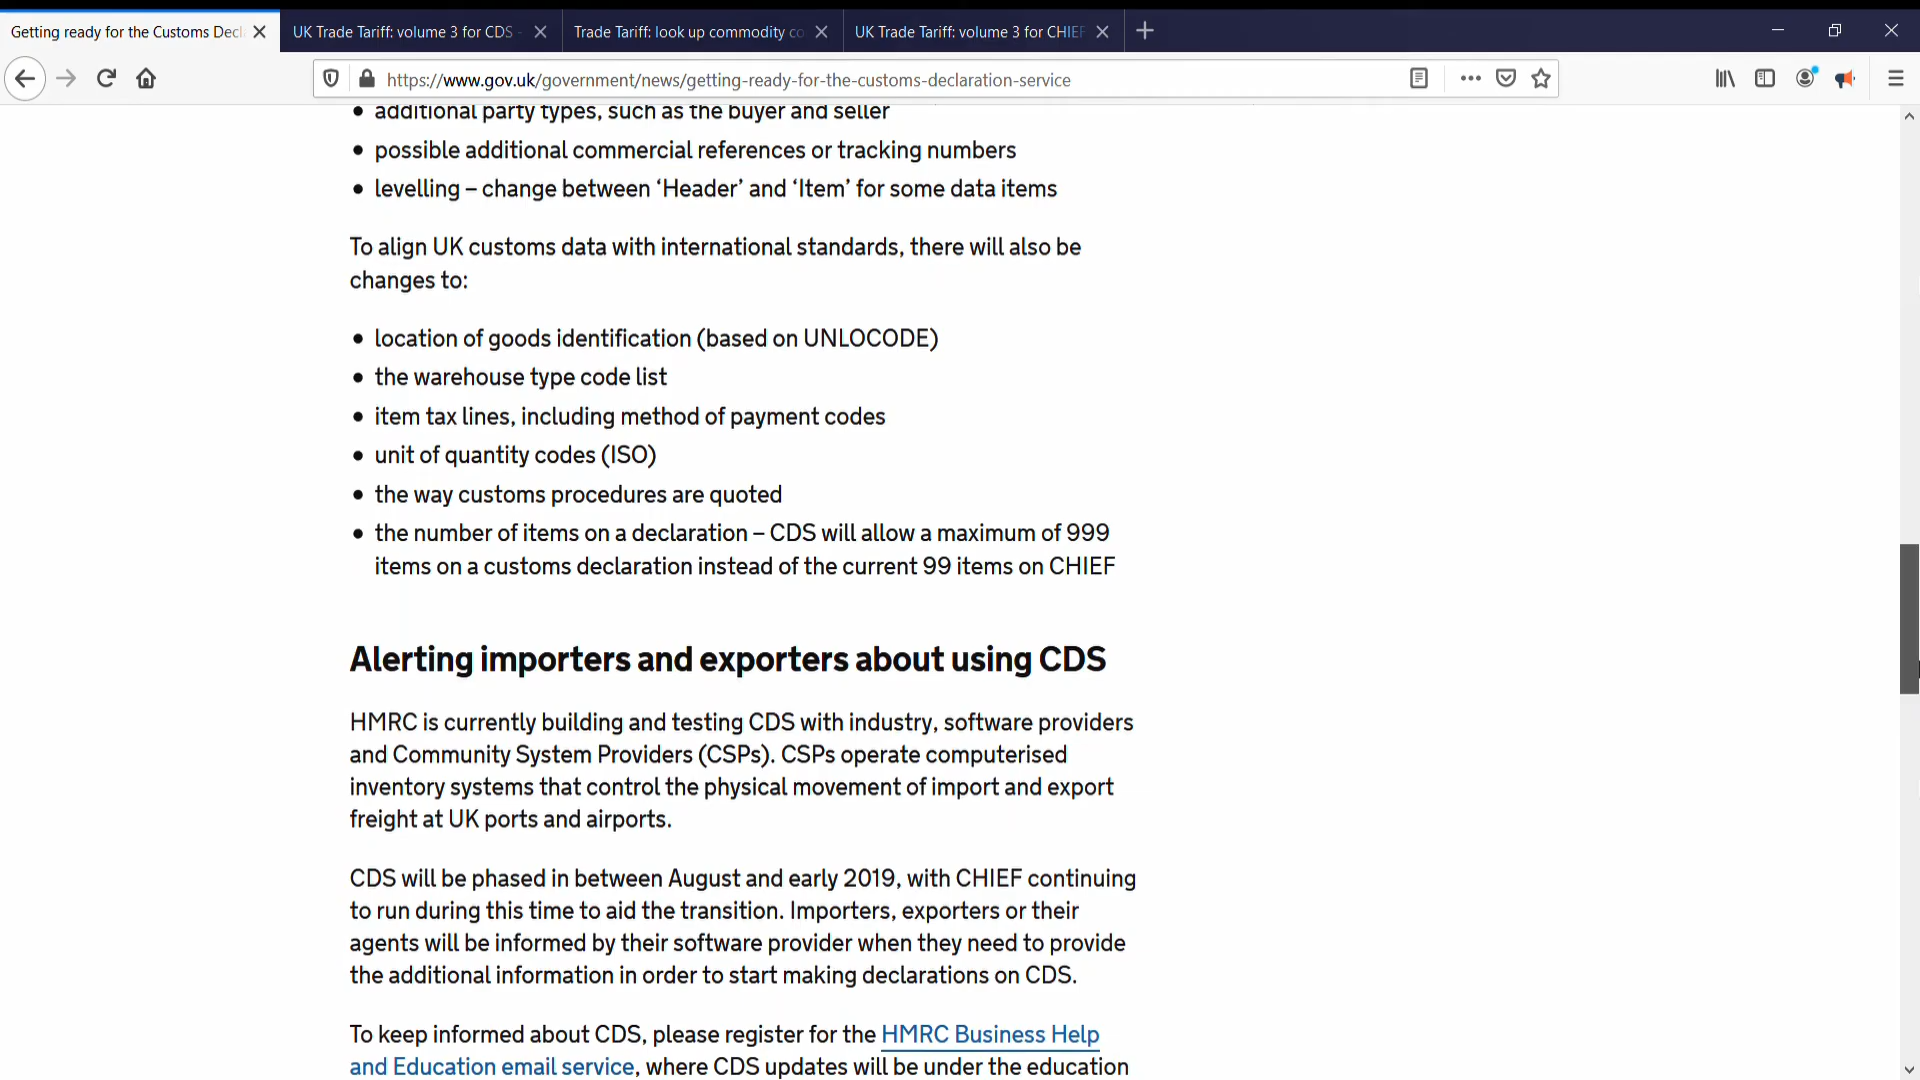 Getting ready for the Customs Decl
UK Trade Tariff: volume 3 for CDS -
Trade Tariff: look up commodity co
UK Trade Tariff: volume 3 for CHIEF
https://www.gov.uk/government/news/getting-ready-for-the-customs-declaration-service
• additional party types, such as the buyer and seller
• possible additional commercial references or tracking numbers
• levelling – change between ‘Header’ and ‘Item’ for some data items
To align UK customs data with international standards, there will also be
changes to:
• location of goods identification (based on UNLOCODE)
• the warehouse type code list
• item tax lines, including method of payment codes
• unit of quantity codes (ISO)
• the way customs procedures are quoted
• the number of items on a declaration – CDS will allow a maximum of 999
items on a customs declaration instead of the current 99 items on CHIEF
Alerting importers and exporters about using CDS
HMRC is currently building and testing CDS with industry, software providers
and Community System Providers (CSPs). CSPs operate computerised
inventory systems that control the physical movement of import and export
freight at UK ports and airports.
CDS will be phased in between August and early 2019, with CHIEF continuing
to run during this time to aid the transition. Importers, exporters or their
agents will be informed by their software provider when they need to provide
the additional information in order to start making declarations on CDS.
To keep informed about CDS, please register for the HMRC Business Help
and Education email service, where CDS updates will be under the education